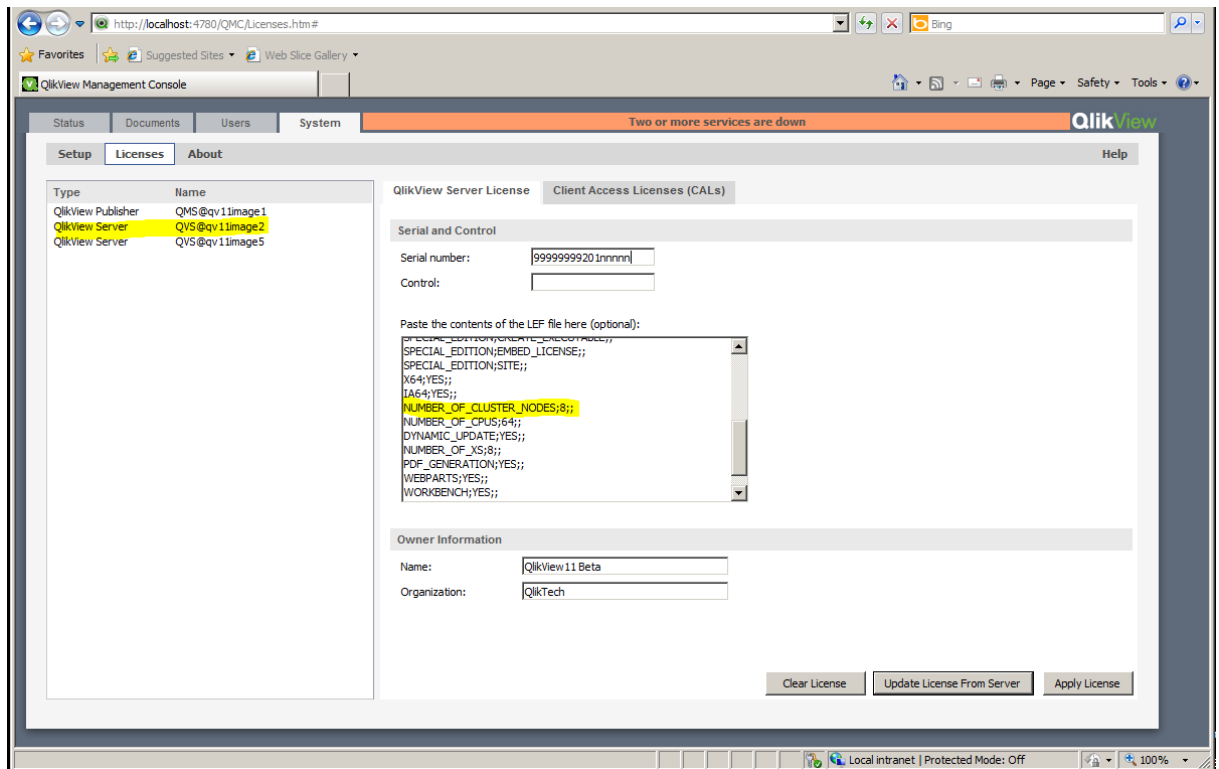 http://localhost:4780/QMC/Licenses.htm#
Bing
Favorites Suggested Sites Web Slice Gallery
QlikView Management Console
Page Safety Tools
Status Documents Users System Two or more services are down QlikView
Setup Licenses About Help
Type Name
QlikView Publisher QMS@qv11image1
QlikView Server QVS@qv11image2
QlikView Server QVS@qv11image5
QlikView Server License Client Access Licenses (CALs)
Serial and Control
Serial number: 99999999201nnnnn
Control:
Paste the contents of the LEF file here (optional):
SPECIAL_EDITION;CREATE_EXECUTABLE;;
SPECIAL_EDITION;EMBED_LICENSE;;
SPECIAL_EDITION;SITE;;
X64;YES;;
IA64;YES;;
NUMBER_OF_CLUSTER_NODES;8;;
NUMBER_OF_CPUS;64;;
DYNAMIC_UPDATE;YES;;
NUMBER_OF_XS;8;;
PDF_GENERATION;YES;;
WEBPARTS;YES;;
WORKBENCH;YES;;
Owner Information
Name: QlikView 11 Beta
Organization: QlikTech
Clear License Update License From Server Apply License
Local intranet | Protected Mode: Off 100%